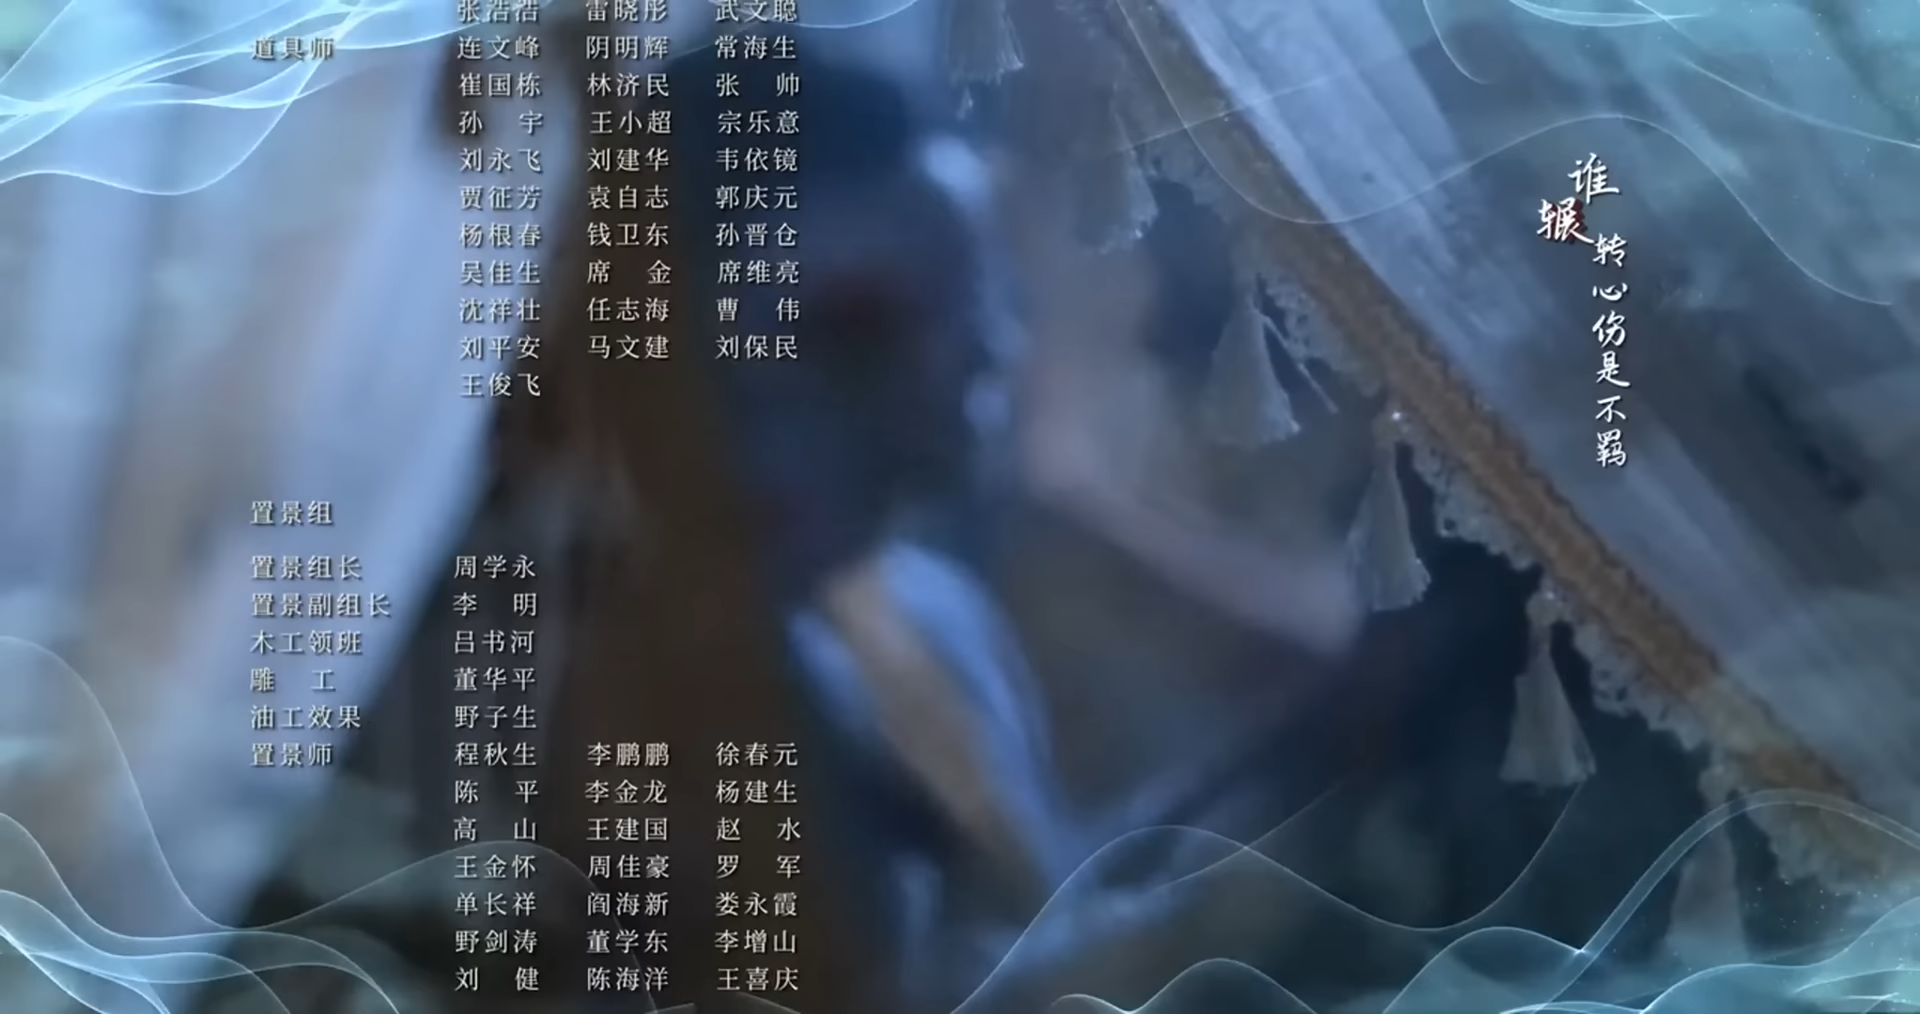 张浩浩 雷晓彤 武文聪
道具师 连文峰 阴明辉 常海生
崔国栋 林济民 张 帅
孙 宇 王小超 宗乐意
刘永飞 刘建华 韦依镜
贾征芳 袁自志 郭庆元
杨根春 钱卫东 孙晋仓
吴佳生 席 金 席维亮
沈祥壮 任志海 曹 伟
刘平安 马文建 刘保民
王俊飞
置景组
置景组长 周学永
置景副组长 李 明
木工领班 吕书河
雕 工 董华平
油工效果 野子生
置景师 程秋生 李鹏鹏 徐春元
陈 平 李金龙 杨建生
高 山 王建国 赵 水
王金怀 周佳豪 罗 军
单长祥 阎海新 娄永霞
野剑涛 董学东 李增山
刘 健 陈海洋 王喜庆
谁辗转心伤是不羁